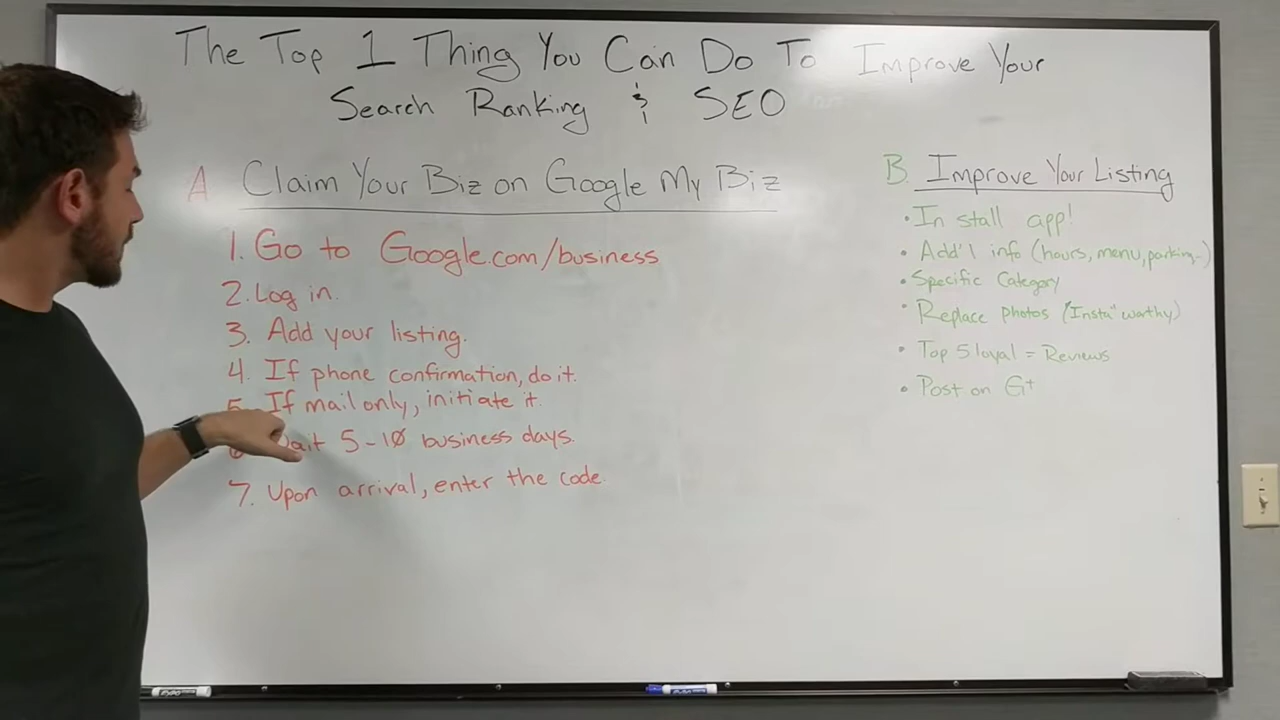 The Top 1 Thing You Can Do To Improve Your
Search Ranking & SEO
A Claim Your Biz on Google My Biz
1. Go to Google.com/business
2. Log in.
3. Add your listing.
4. If phone confirmation, do it.
5. If mail only, initiate it.
6 Wait 5-10 business days.
7. Upon arrival, enter the code.
B. Improve Your Listing
• In stall app!
• Add'l info (hours, menu, parking..)
• Specific Category
• Replace photos ("Insta" worthy)
• Top 5 loyal = Reviews
• Post on G+